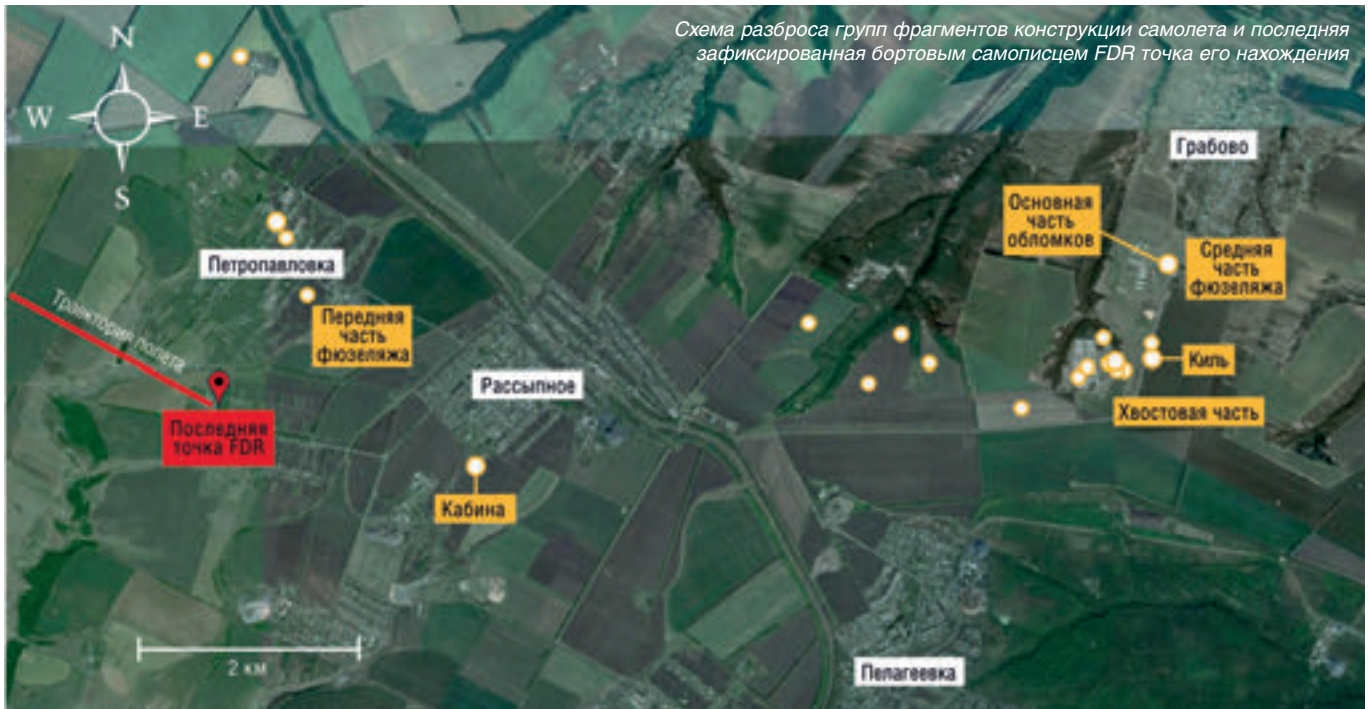 Схема разброса групп фрагментов конструкции самолета и последняя
зафиксированная бортовым самописцем FDR точка его нахождения
N
W
E
S
Грабово
Основная
часть
обломков
Средняя
часть
фюзеляжа
Петропавловка
Передняя
часть
фюзеляжа
Траектория полета
Киль
Рассыпное
Хвостовая часть
Последняя
точка FDR
Кабина
2 км
Пелагеевка